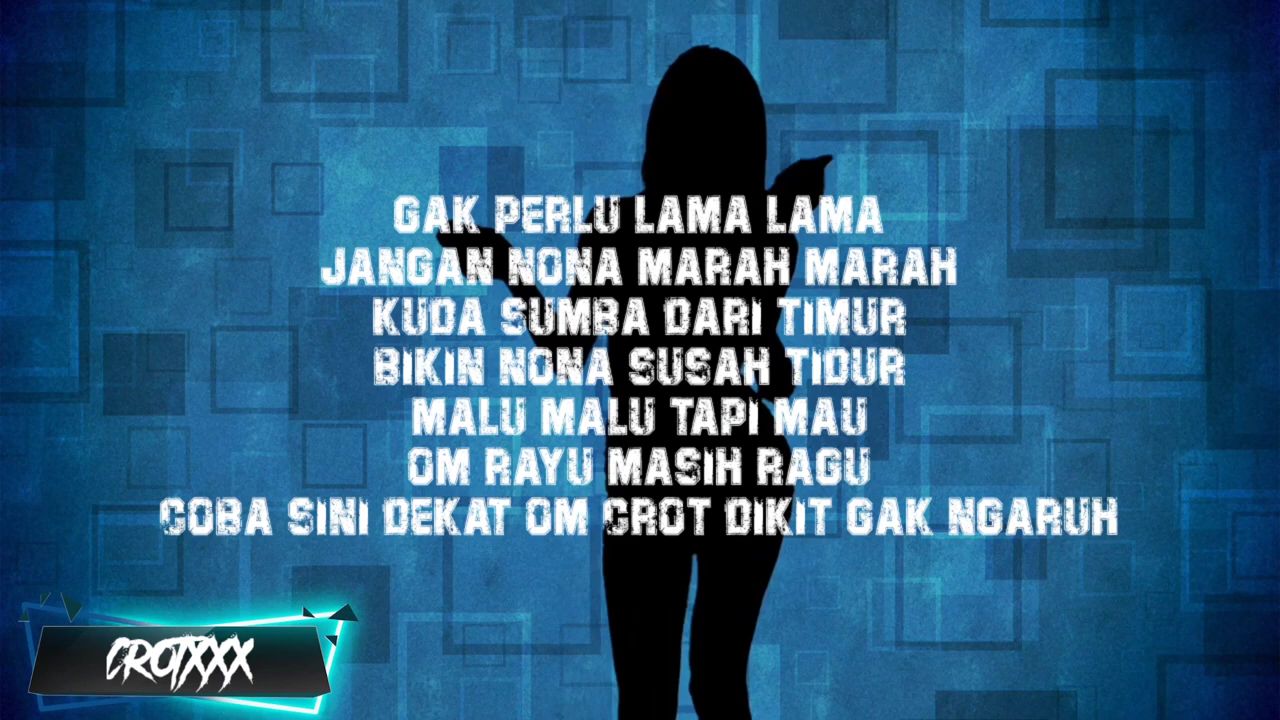 GAK PERLU LAMA LAMA
JANGAN NONA MARAH MARAH
KUDA SUMBA DARI TIMUR
BIKIN NONA SUSAH TIDUR
MALU MALU TAPI MAU
OM RAYU MASIH RAGU
COBA SINI DEKAT OM CROT DIKIT GAK NGARUH
CROTXXX